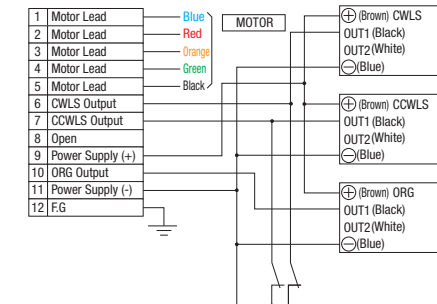 1 Motor Lead Blue
2 Motor Lead Red
3 Motor Lead Orange
4 Motor Lead Green
5 Motor Lead Black
6 CWLS Output
7 CCWLS Output
8 Open
9 Power Supply (+)
10 ORG Output
11 Power Supply (-)
12 F.G
MOTOR
⊕ (Brown) CWLS
OUT1 (Black)
OUT2 (White)
⊖ (Blue)
⊕ (Brown) CCWLS
OUT1 (Black)
OUT2 (White)
⊖ (Blue)
⊕ (Brown) ORG
OUT1 (Black)
OUT2 (White)
⊖ (Blue)